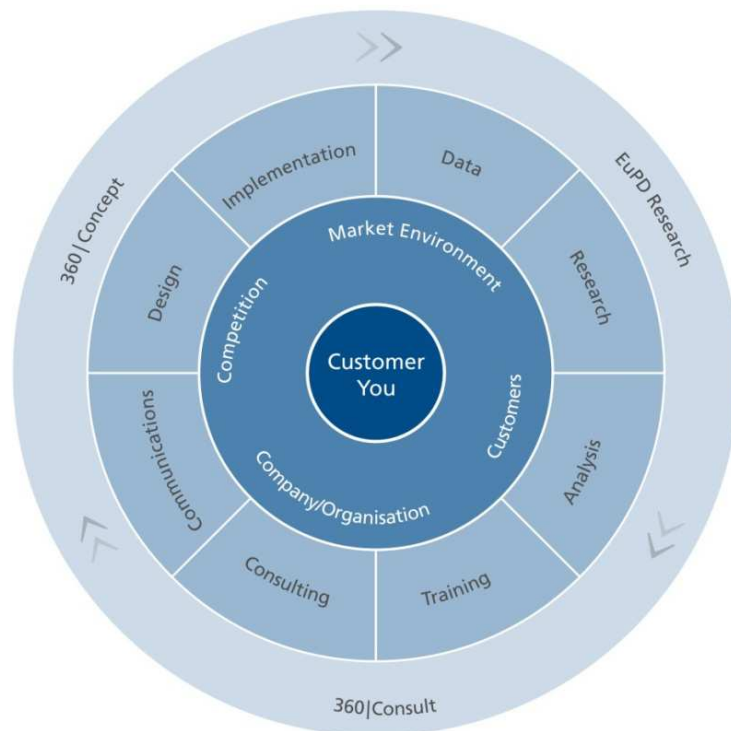 EuPD Research
360|Consult
360|Concept
Data
Research
Analysis
Training
Consulting
Communications
Design
Implementation
Market Environment
Customers
Company/Organisation
Competition
Customer
You